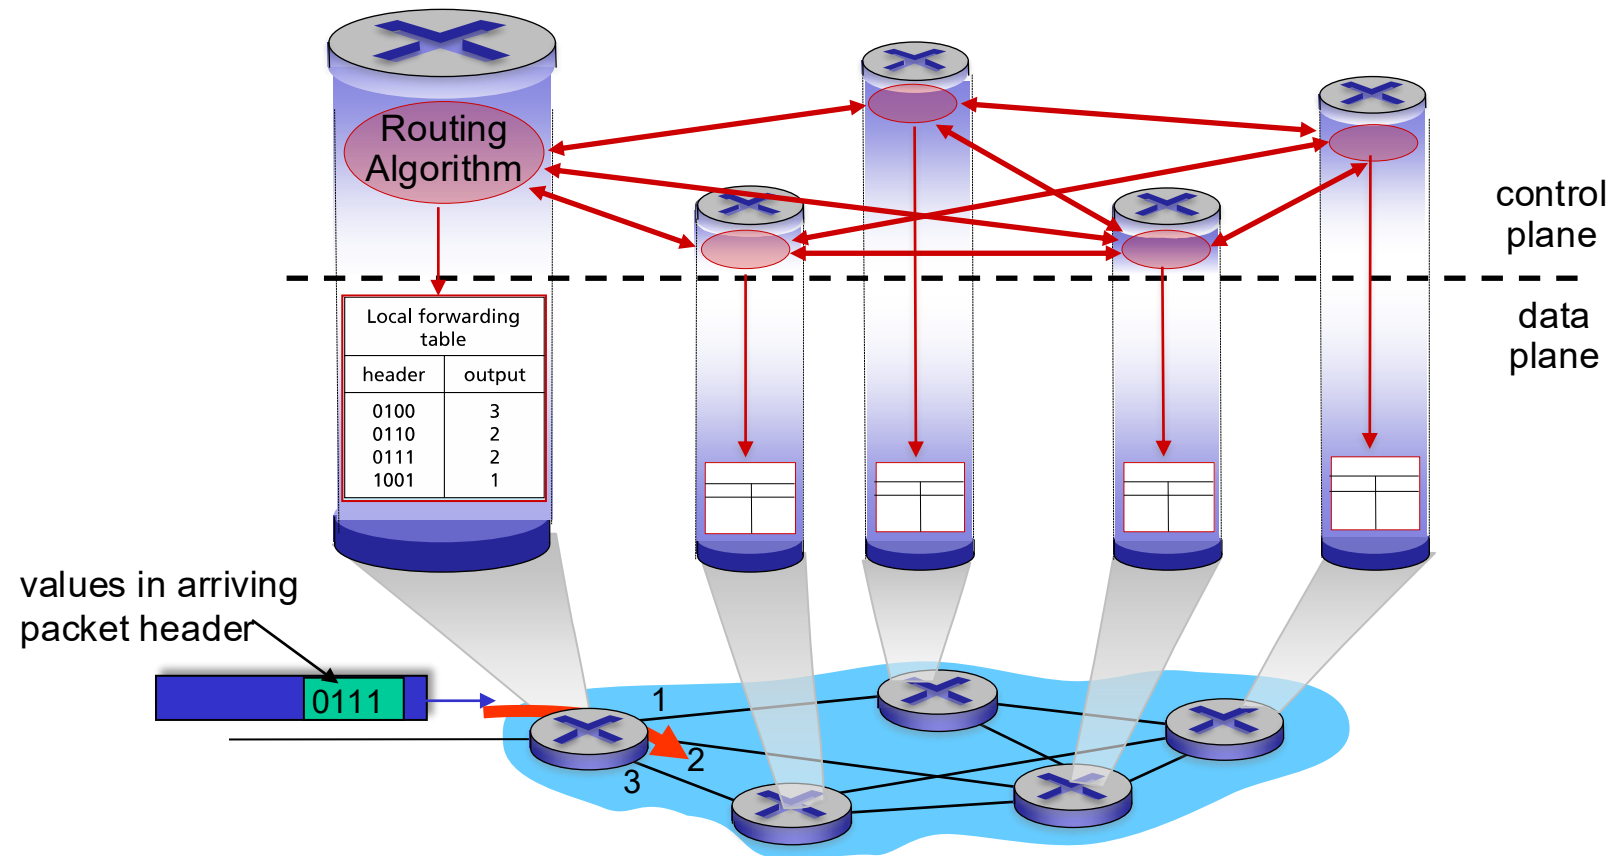 Routing
Algorithm
control
plane
data
plane
Local forwarding
table
header output
0100 3
0110 2
0111 2
1001 1
values in arriving
packet header
0111
1
2
3